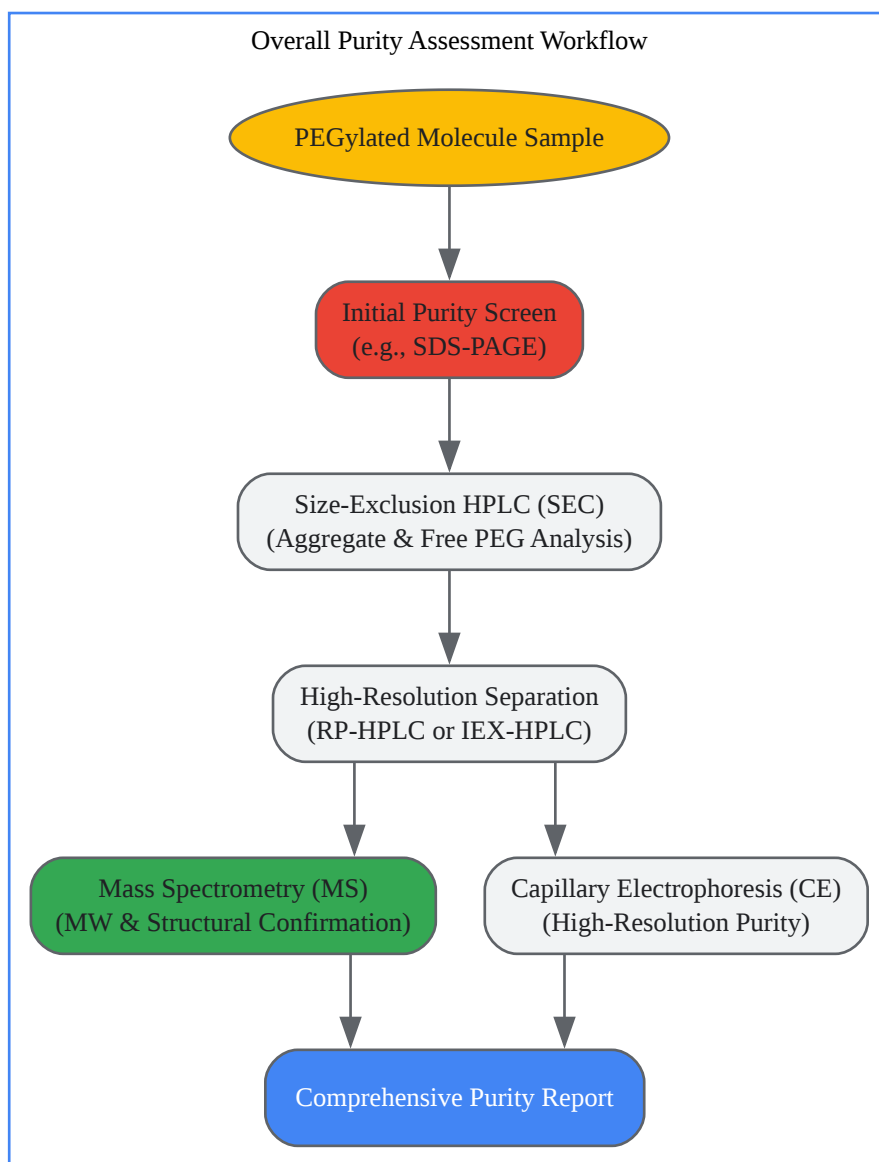 Overall Purity Assessment Workflow
PEGylated Molecule Sample
Initial Purity Screen
(e.g., SDS-PAGE)
Size-Exclusion HPLC (SEC)
(Aggregate & Free PEG Analysis)
High-Resolution Separation
(RP-HPLC or IEX-HPLC)
Mass Spectrometry (MS)
(MW & Structural Confirmation)
Capillary Electrophoresis (CE)
(High-Resolution Purity)
Comprehensive Purity Report